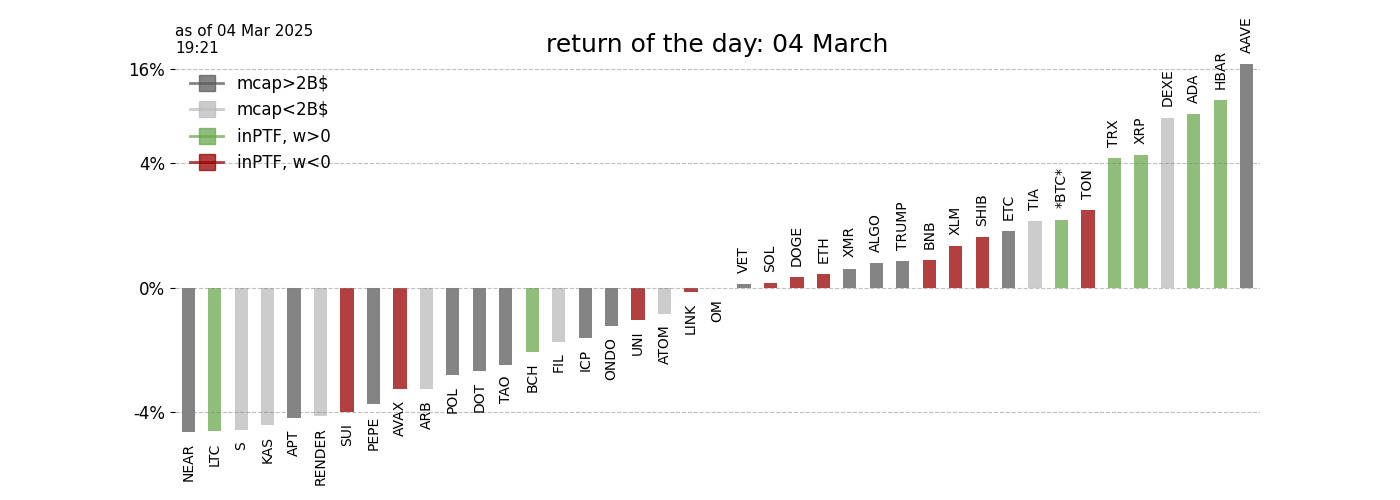 as of 04 Mar 2025
19:21
return of the day: 04 March
16%
4%
0%
-4%
mcap>2B$
mcap<2B$
inPTF, w>0
inPTF, w<0
NEAR
LTC
S
KAS
APT
RENDER
SUI
PEPE
AVAX
ARB
POL
DOT
TAO
BCH
FIL
ICP
ONDO
UNI
ATOM
LINK
OM
VET
SOL
DOGE
ETH
XMR
ALGO
TRUMP
BNB
XLM
SHIB
ETC
TIA
*BTC*
TON
TRX
XRP
DEXE
ADA
HBAR
AAVE